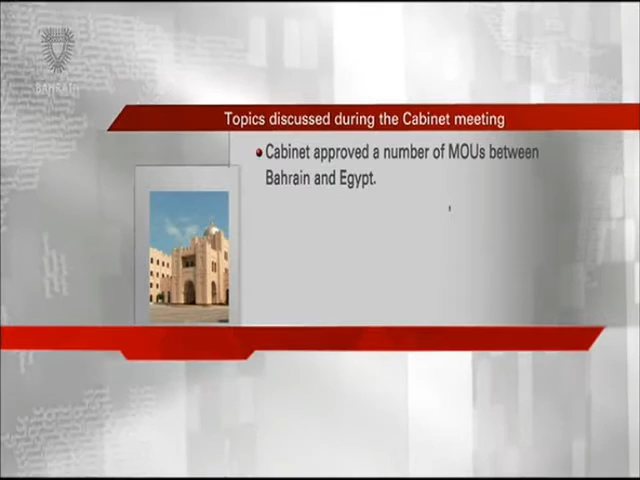 BAHRAIN
Topics discussed during the Cabinet meeting
Cabinet approved a number of MOUs between
Bahrain and Egypt.